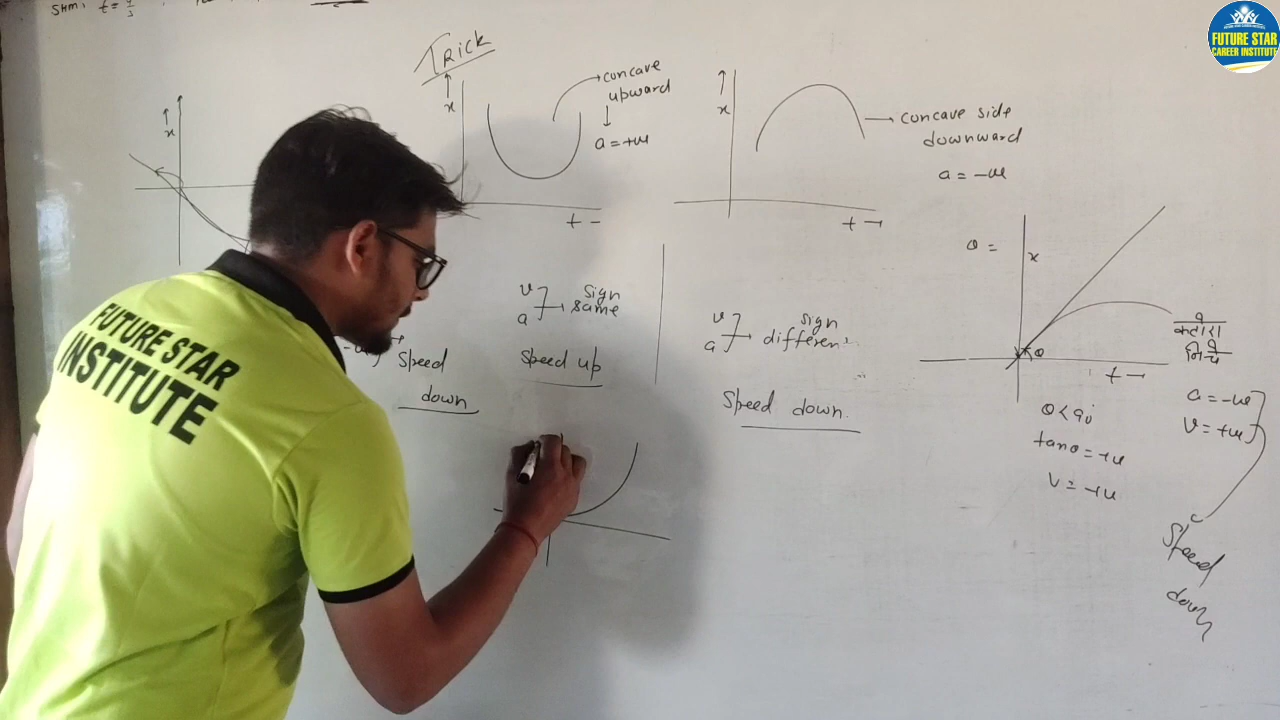 SHM.
Trick
x
concave
upward
a = +ve
t →
x
x
concave side
downward
a = -ve
t →
θ =
x
θ
t →
v
a
sign
same
Speed up
v
a
sign
different
Speed down.
Speed
down
θ < 90
tanθ = +ve
v = +ve
a = -ve
v = +ve
Speed
down
FUTURE STAR
INSTITUTE
FUTURE STAR
CAREER INSTITUTE